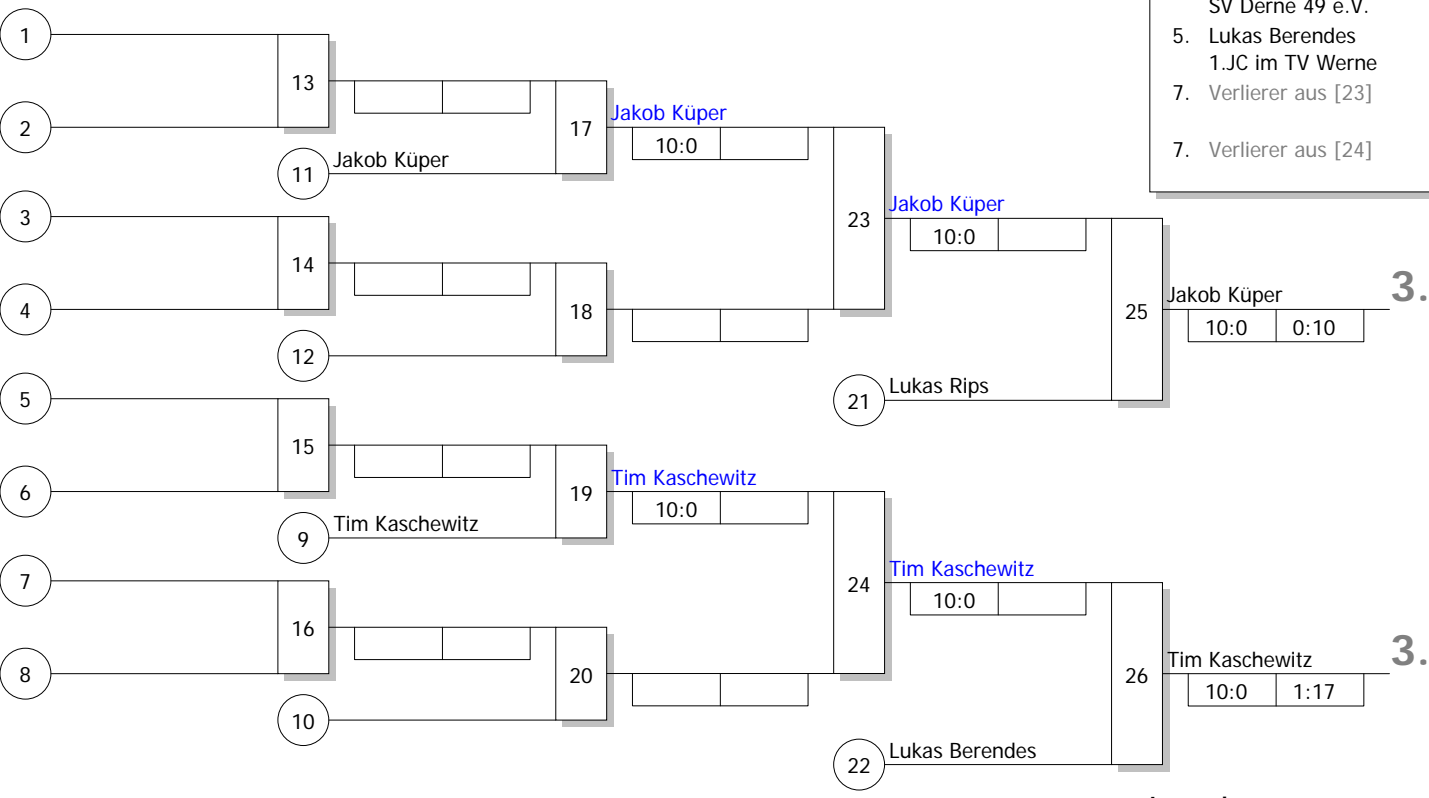 SV Derne 49 e.V.
5. Lukas Berendes
1.JC im TV Werne
7. Verlierer aus [23]
7. Verlierer aus [24]
1
13
2
17
Jakob Küper
10:0
11
Jakob Küper
3
14
4
18
12
23
Jakob Küper
10:0
25
Jakob Küper
3.
10:0 0:10
21
Lukas Rips
5
15
6
19
Tim Kaschewitz
10:0
9
Tim Kaschewitz
7
16
8
20
10
24
Tim Kaschewitz
10:0
26
Tim Kaschewitz
3.
10:0 1:17
22
Lukas Berendes